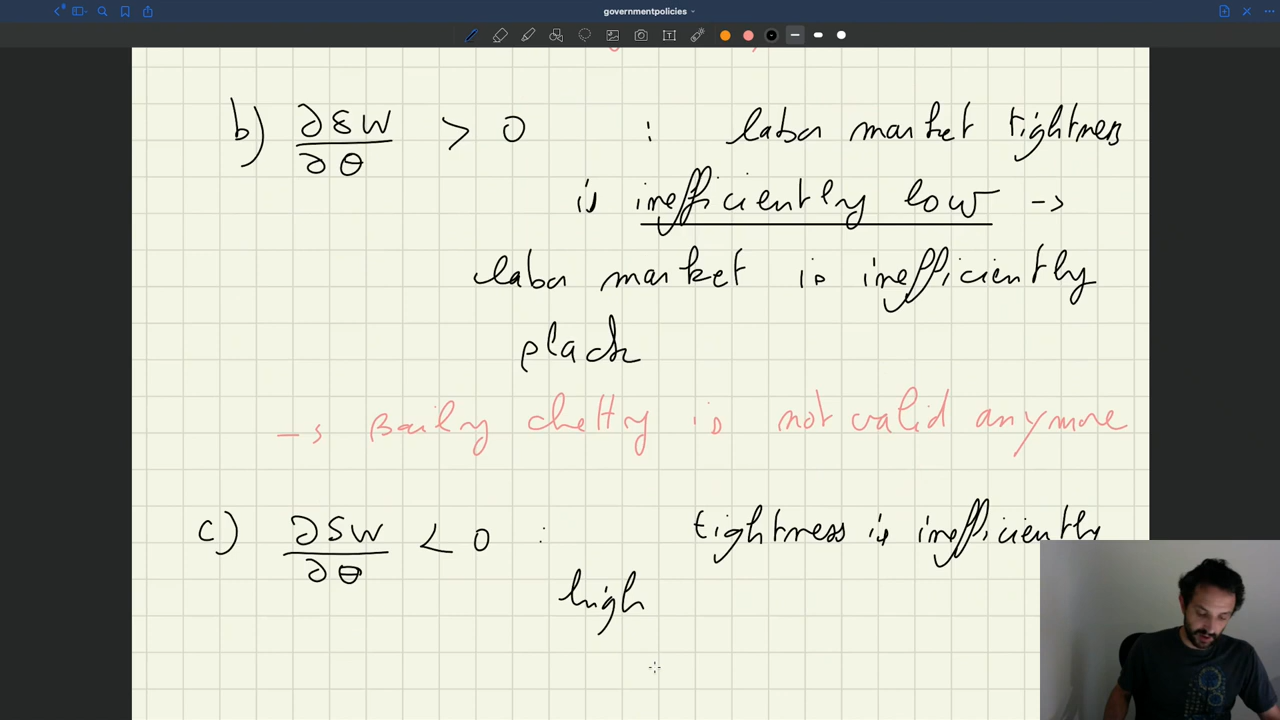 governmentpolicies
b) ∂SW/∂θ > 0 : labor market tightness
is inefficiently low →
labor market is inefficiently
slack
→ Baily chetty is not valid anymore
c) ∂SW/∂θ < 0 : tightness is inefficiently
high